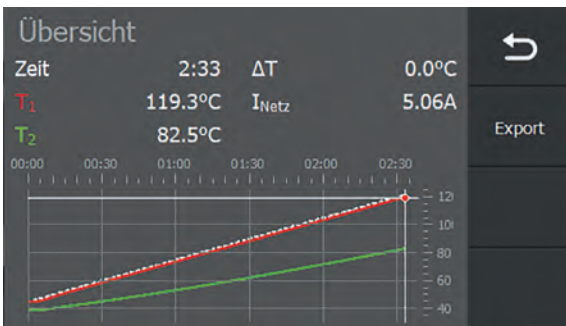 Übersicht
Zeit 2:33 ΔT 0.0°C
T₁ 119.3°C I_Netz 5.06A
T₂ 82.5°C
Export
00:00 00:30 01:00 01:30 02:00 02:30
12
10
80
60
40